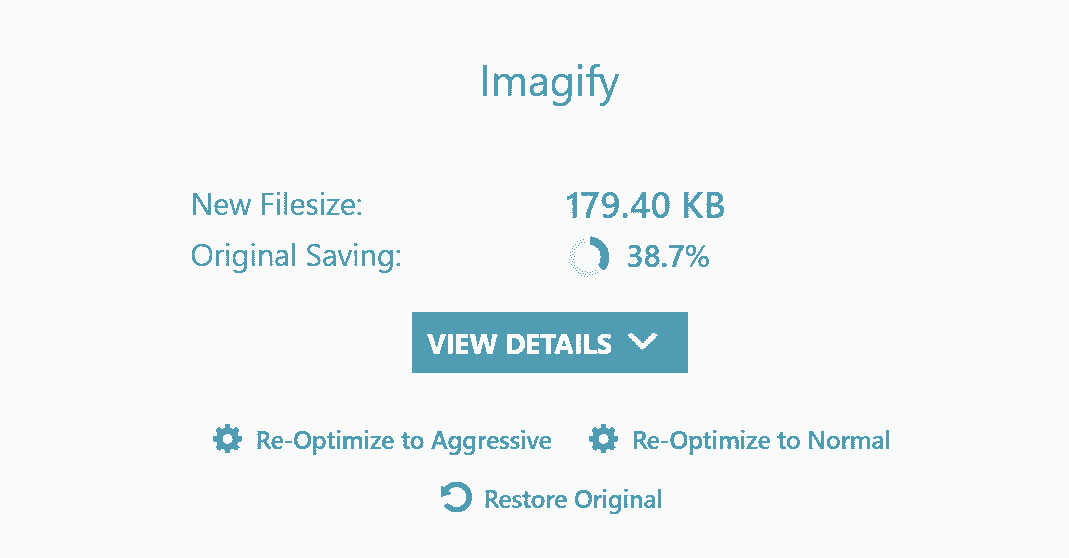 Imagify
New Filesize: 179.40 KB
Original Saving: 38.7%
VIEW DETAILS
Re-Optimize to Aggressive Re-Optimize to Normal
Restore Original